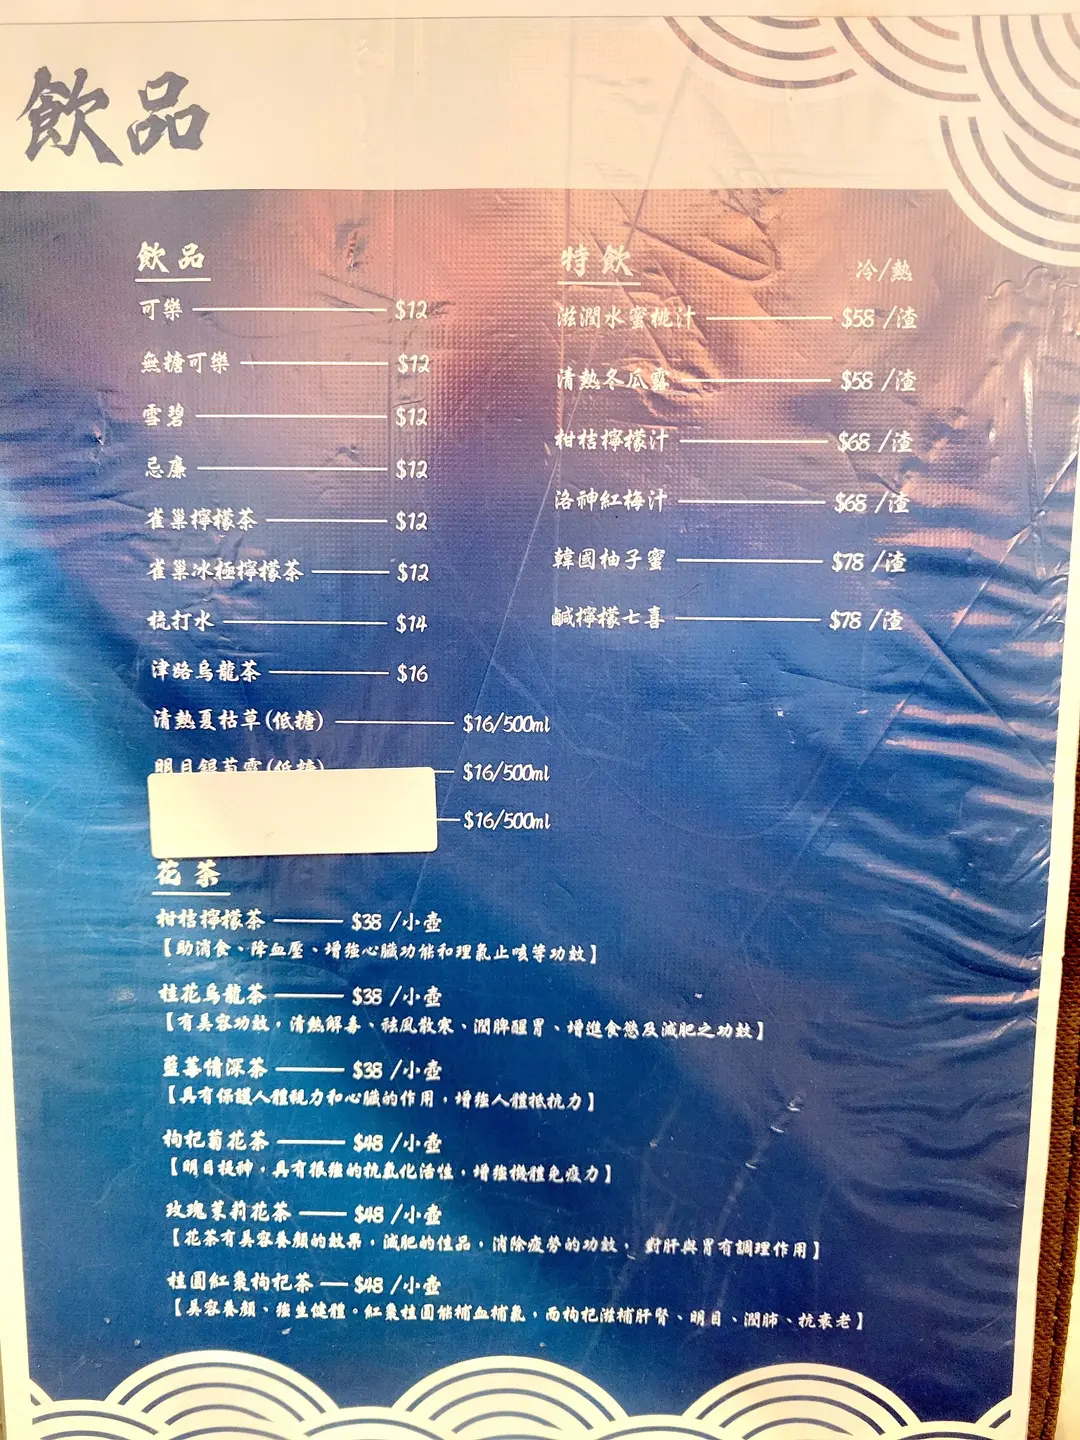 飲品
飲品
可樂 $12
無糖可樂 $12
雪碧 $12
忌廉 $12
雀巢檸檬茶 $12
雀巢冰極檸檬茶 $12
梳打水 $14
津路烏龍茶 $16
清熱夏枯草(低糖) $16/500ml
明目銀菊露(低糖) $16/500ml
$16/500ml
特飲 冷/熱
滋潤水蜜桃汁 $58 /渣
清熱冬瓜露 $58 /渣
柑桔檸檬汁 $68 /渣
洛神紅梅汁 $68 /渣
韓國柚子蜜 $78 /渣
鹹檸檬七喜 $78 /渣
花茶
柑桔檸檬茶 $38 /小壺
【助消食、降血壓、增強心臟功能和理氣止咳等功效】
桂花烏龍茶 $38 /小壺
【有美容功效，清熱解毒、祛風散寒、潤脾醒胃、增進食慾及減肥之功效】
藍莓情深茶 $38 /小壺
【具有保護人體視力和心臟的作用，增強人體抵抗力】
枸杞菊花茶 $48 /小壺
【明目提神，具有很強的抗氧化活性，增強機體免疫力】
玫瑰茉莉花茶 $48 /小壺
【花茶有美容養顏的效果，減肥的佳品，消除疲勞的功效， 對肝與胃有調理作用】
桂圓紅棗枸杞茶 $48 /小壺
【美容養顏、強生健體。紅棗桂圓能補血補氣，而枸杞滋補肝腎、明目、潤肺、抗衰老】